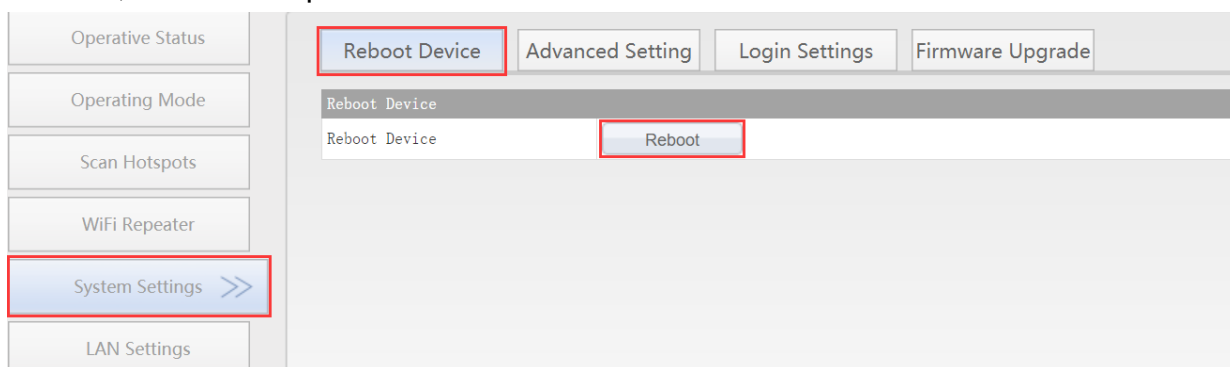 Operative Status
Operating Mode
Scan Hotspots
WiFi Repeater
System Settings >>
LAN Settings
Reboot Device Advanced Setting Login Settings Firmware Upgrade
Reboot Device
Reboot Device Reboot